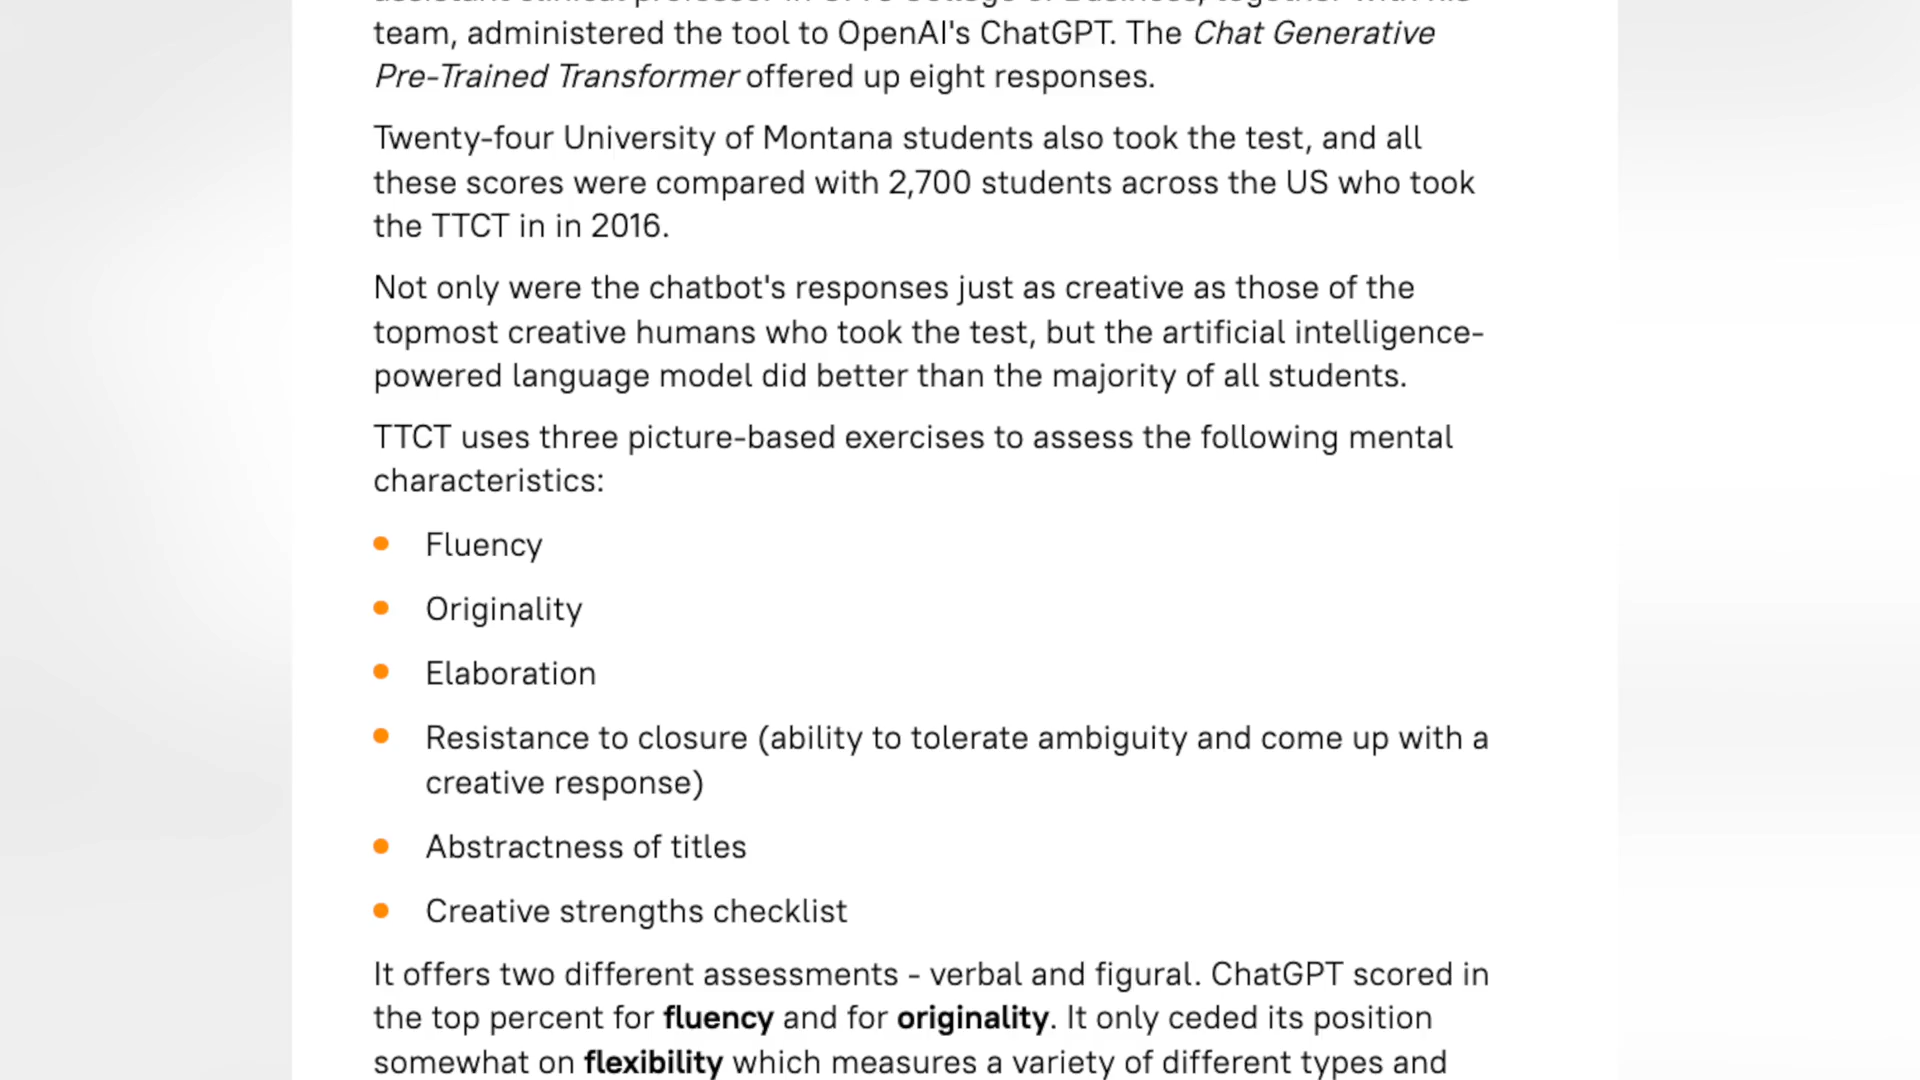 team, administered the tool to OpenAI's ChatGPT. The Chat Generative
Pre-Trained Transformer offered up eight responses.
Twenty-four University of Montana students also took the test, and all
these scores were compared with 2,700 students across the US who took
the TTCT in in 2016.
Not only were the chatbot's responses just as creative as those of the
topmost creative humans who took the test, but the artificial intelligence-
powered language model did better than the majority of all students.
TTCT uses three picture-based exercises to assess the following mental
characteristics:
Fluency
Originality
Elaboration
Resistance to closure (ability to tolerate ambiguity and come up with a
creative response)
Abstractness of titles
Creative strengths checklist
It offers two different assessments - verbal and figural. ChatGPT scored in
the top percent for fluency and for originality. It only ceded its position
somewhat on flexibility which measures a variety of different types and